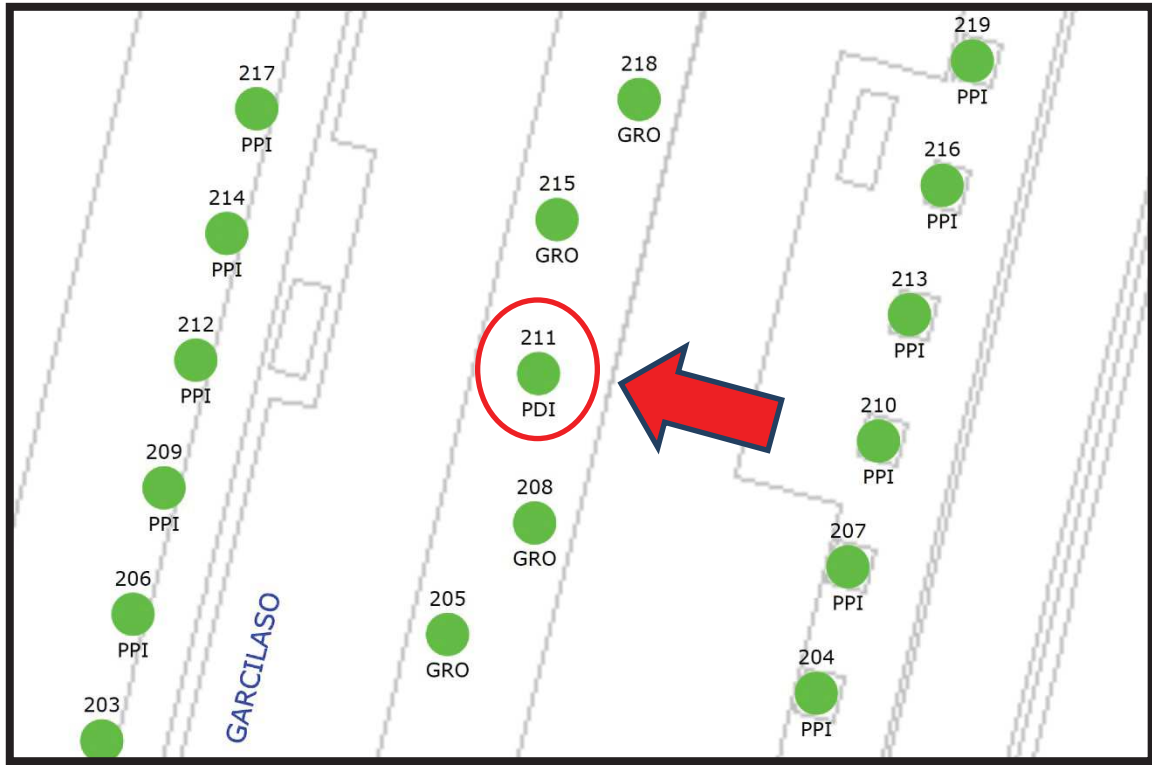 219
PPI
217
PPI
218
GRO
216
PPI
215
GRO
214
PPI
213
PPI
212
PPI
211
PDI
210
PPI
209
PPI
208
GRO
207
PPI
206
PPI
205
GRO
204
PPI
203
GARCILASO